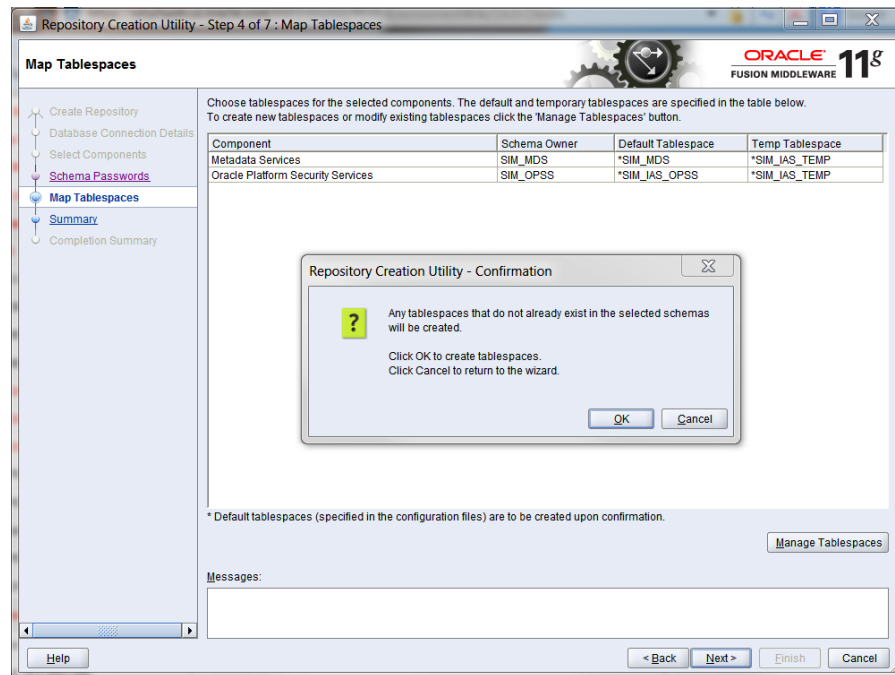 Repository Creation Utility - Step 4 of 7 : Map Tablespaces
Map Tablespaces
ORACLE
FUSION MIDDLEWARE 11g
Create Repository
Database Connection Details
Select Components
Schema Passwords
Map Tablespaces
Summary
Completion Summary
Choose tablespaces for the selected components. The default and temporary tablespaces are specified in the table below.
To create new tablespaces or modify existing tablespaces click the 'Manage Tablespaces' button.
Component Schema Owner Default Tablespace Temp Tablespace
Metadata Services SIM_MDS *SIM_MDS *SIM_IAS_TEMP
Oracle Platform Security Services SIM_OPSS *SIM_IAS_OPSS *SIM_IAS_TEMP
Repository Creation Utility - Confirmation
?
Any tablespaces that do not already exist in the selected schemas
will be created.
Click OK to create tablespaces.
Click Cancel to return to the wizard.
OK Cancel
* Default tablespaces (specified in the configuration files) are to be created upon confirmation.
Manage Tablespaces
Messages:
Help < Back Next > Finish Cancel